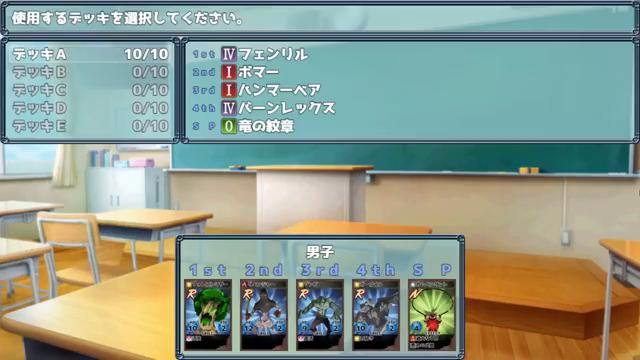 使用するデッキを選択してください。
デッキA 10/10
デッキB 0/10
デッキC 0/10
デッキD 0/10
デッキE 0/10
1st Ⅳ フェンリル
2nd Ⅰ ボマー
3rd Ⅰ ハンマーベア
4th Ⅳ バーンレックス
S P 0 竜の紋章
男子
1st 2nd 3rd 4th S P
R R R R N